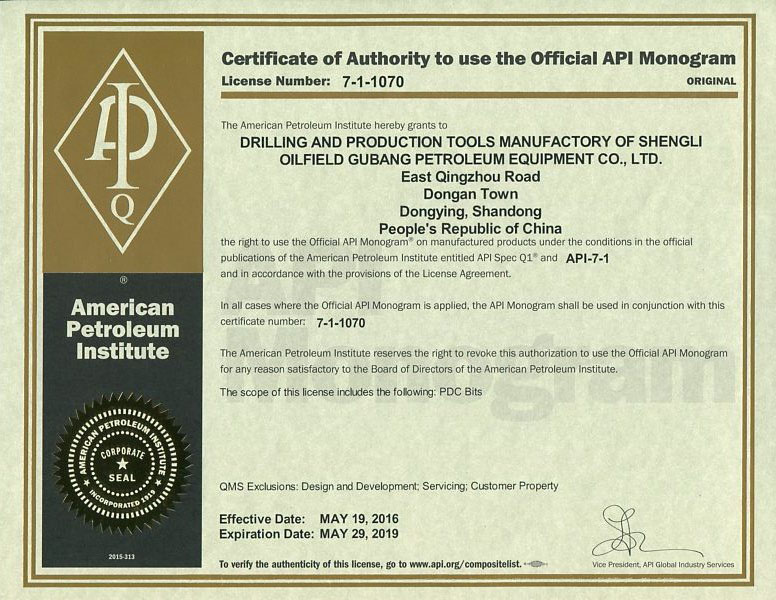 Certificate of Authority to use the Official API Monogram
License Number: 7-1-1070
ORIGINAL
The American Petroleum Institute hereby grants to
DRILLING AND PRODUCTION TOOLS MANUFACTORY OF SHENGLI
OILFIELD GUBANG PETROLEUM EQUIPMENT CO., LTD.
East Qingzhou Road
Dongan Town
Dongying, Shandong
People's Republic of China
the right to use the Official API Monogram® on manufactured products under the conditions in the official
publications of the American Petroleum Institute entitled API Spec Q1® and API-7-1
and in accordance with the provisions of the License Agreement.
In all cases where the Official API Monogram is applied, the API Monogram shall be used in conjunction with this
certificate number: 7-1-1070
The American Petroleum Institute reserves the right to revoke this authorization to use the Official API Monogram
for any reason satisfactory to the Board of Directors of the American Petroleum Institute.
The scope of this license includes the following: PDC Bits
QMS Exclusions: Design and Development; Servicing; Customer Property
Effective Date: MAY 19, 2016
Expiration Date: MAY 29, 2019
To verify the authenticity of this license, go to www.api.org/compositelist.
Vice President, API Global Industry Services
API
Q
®
American
Petroleum
Institute
AMERICAN PETROLEUM INSTITUTE
CORPORATE
SEAL
INCORPORATED 1919
2015-313
API
Monogram